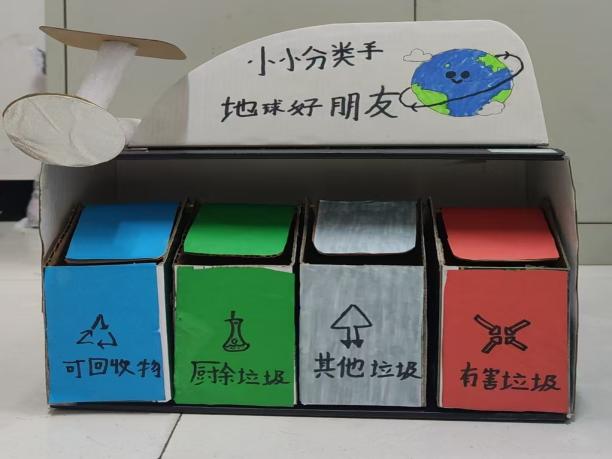 小小分类手
地球好朋友
可回收物
厨余垃圾
其他垃圾
有害垃圾